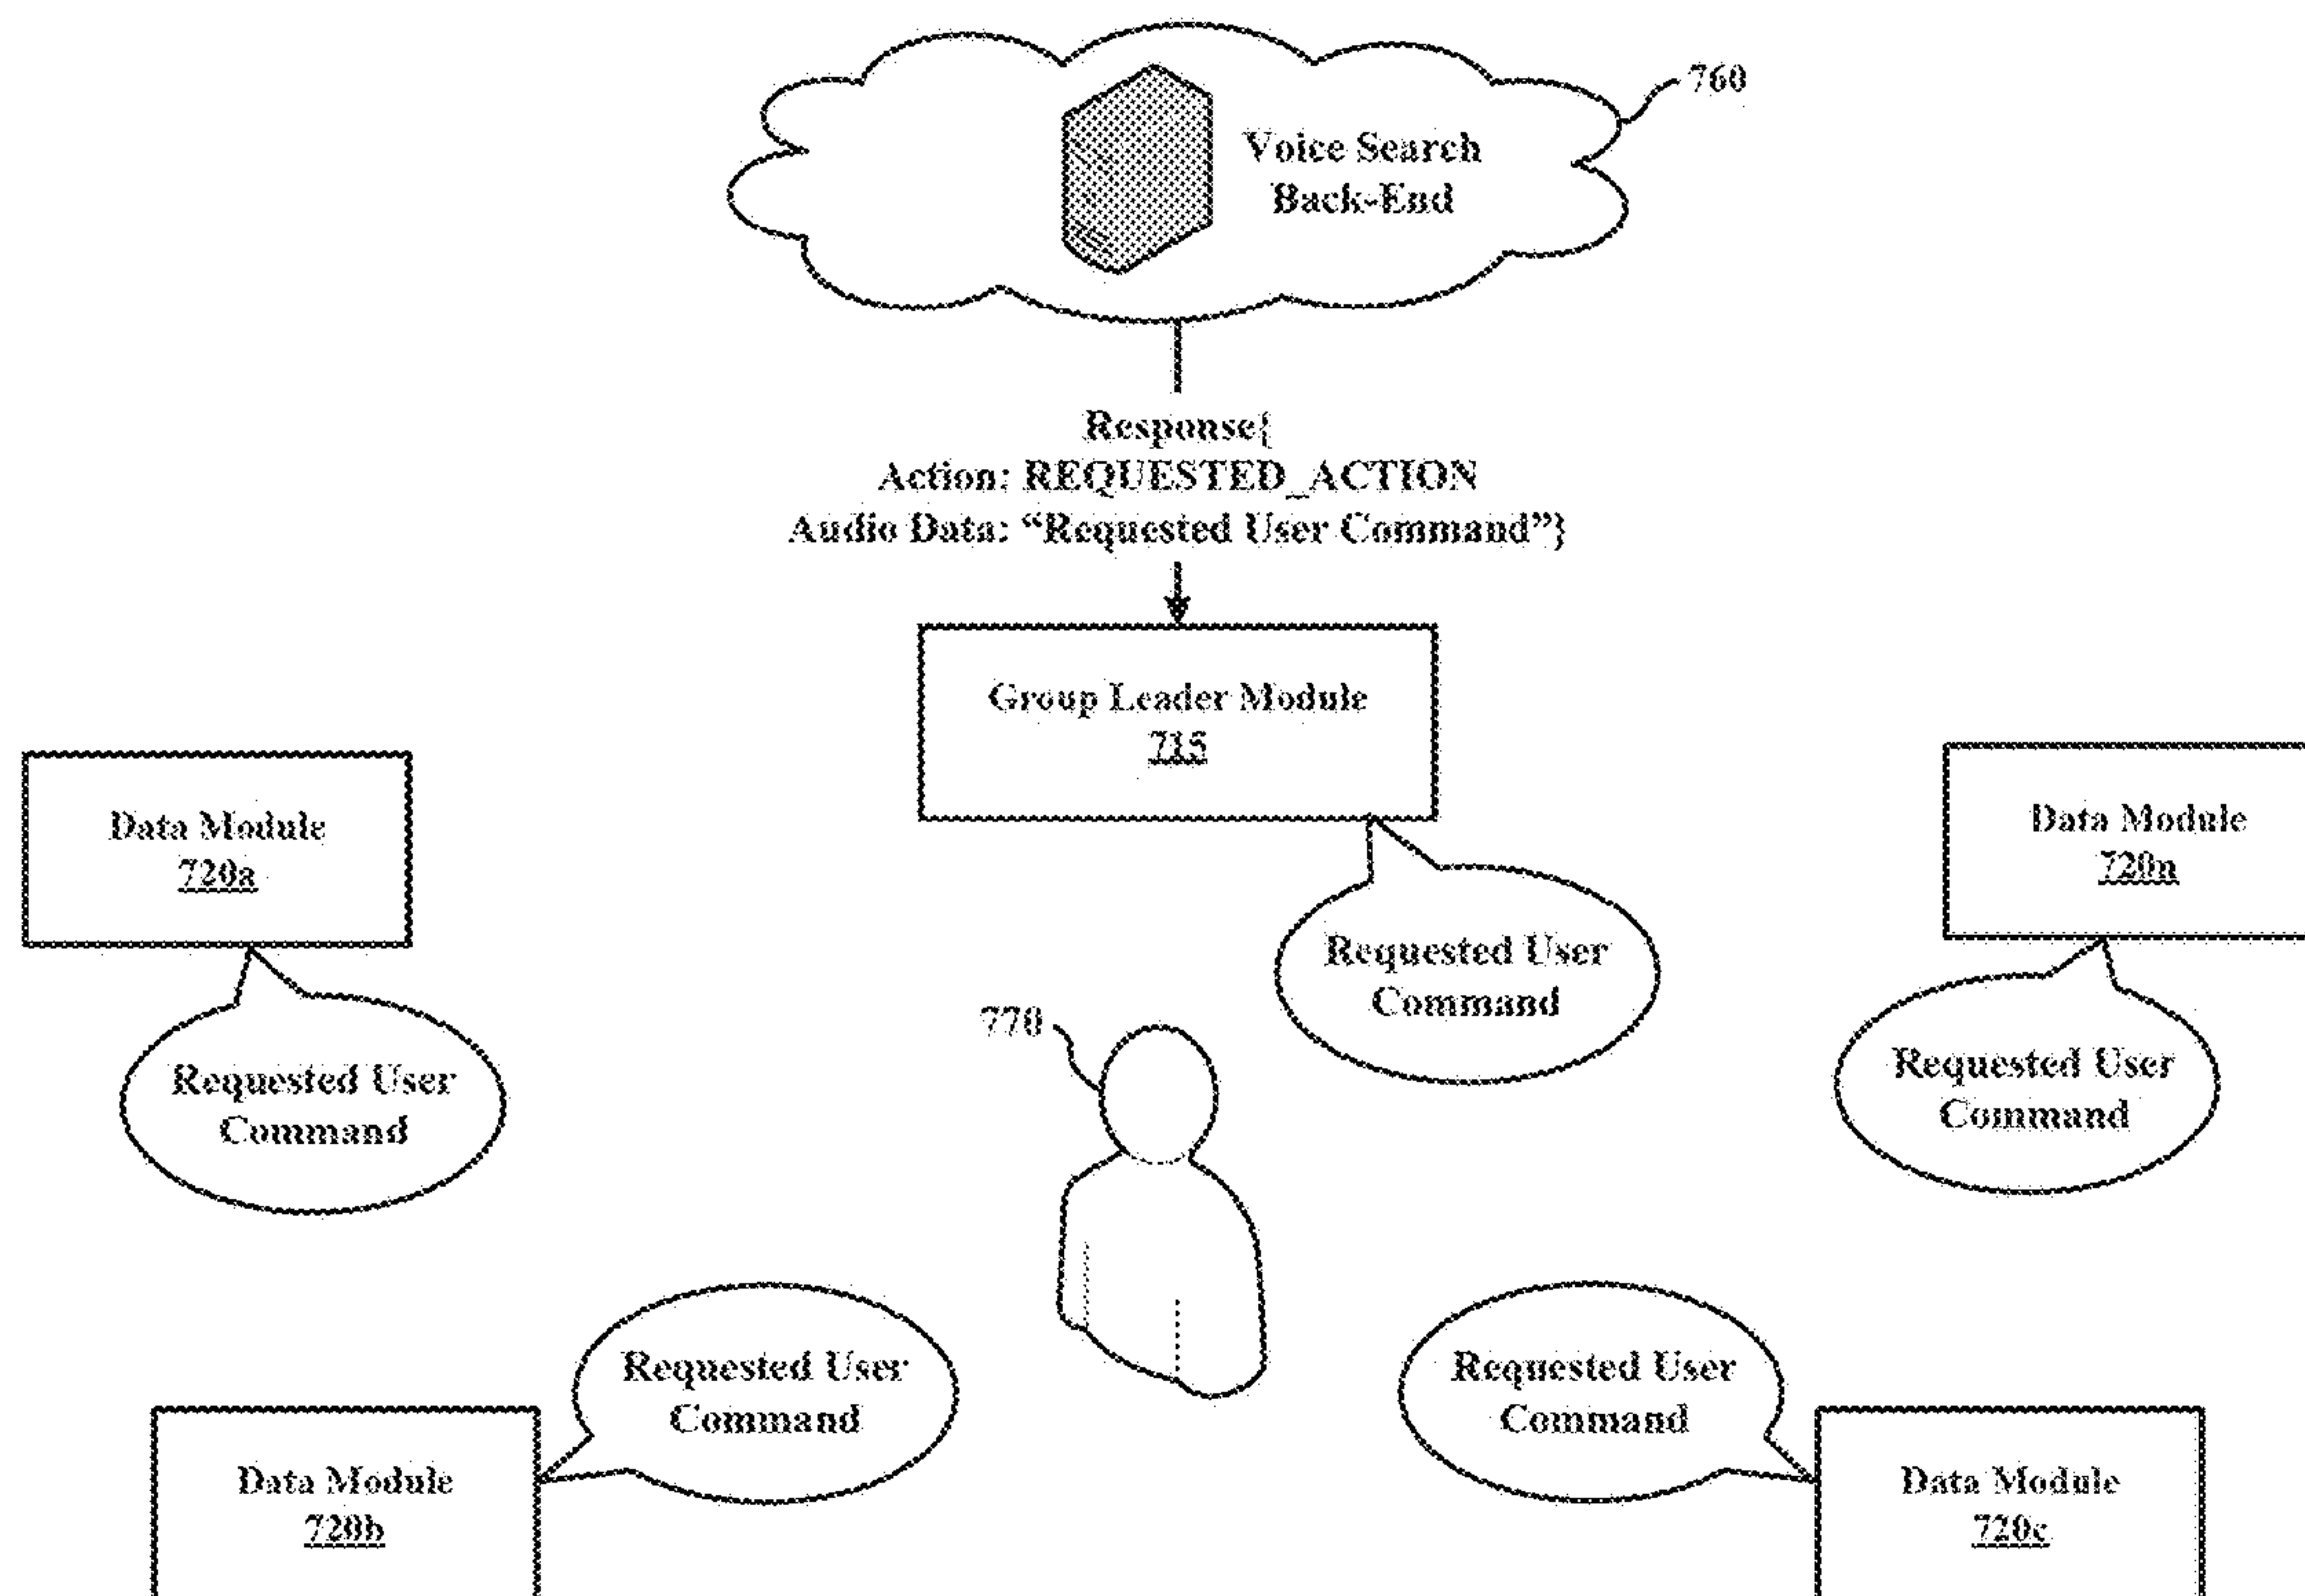 760
Voice Search
Back-End
Response{
Action: REQUESTED_ACTION
Audio Data: “Requested User Command”}
Group Leader Module
715
Data Module
720a
Data Module
720n
Requested User
Command
770
Requested User
Command
Requested User
Command
Requested User
Command
Requested User
Command
Data Module
720b
Data Module
720c